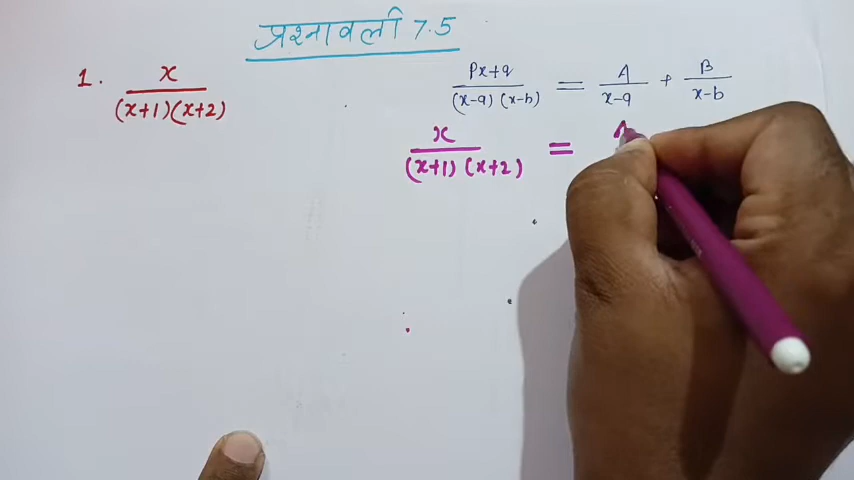 प्रश्नावली 7.5
1. x / (x+1)(x+2)
Px+q / (x-a) (x-b) = A / x-a + B / x-b
x / (x+1) (x+2) = A